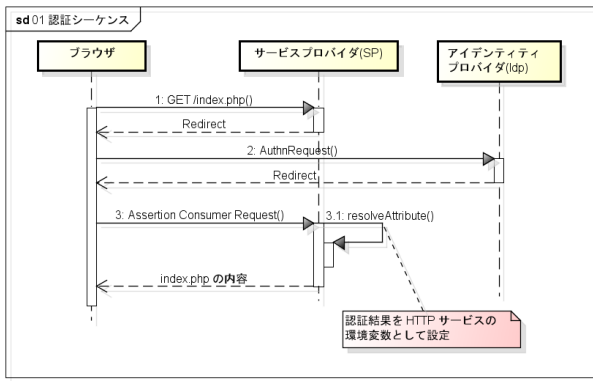 sd 01 認証シーケンス
ブラウザ
サービスプロバイダ(SP)
アイデンティティ
プロバイダ(Idp)
1: GET /index.php()
Redirect
2: AuthnRequest()
Redirect
3: Assertion Consumer Request()
3.1: resolveAttribute()
index.php の内容
認証結果を HTTP サービスの
環境変数として設定